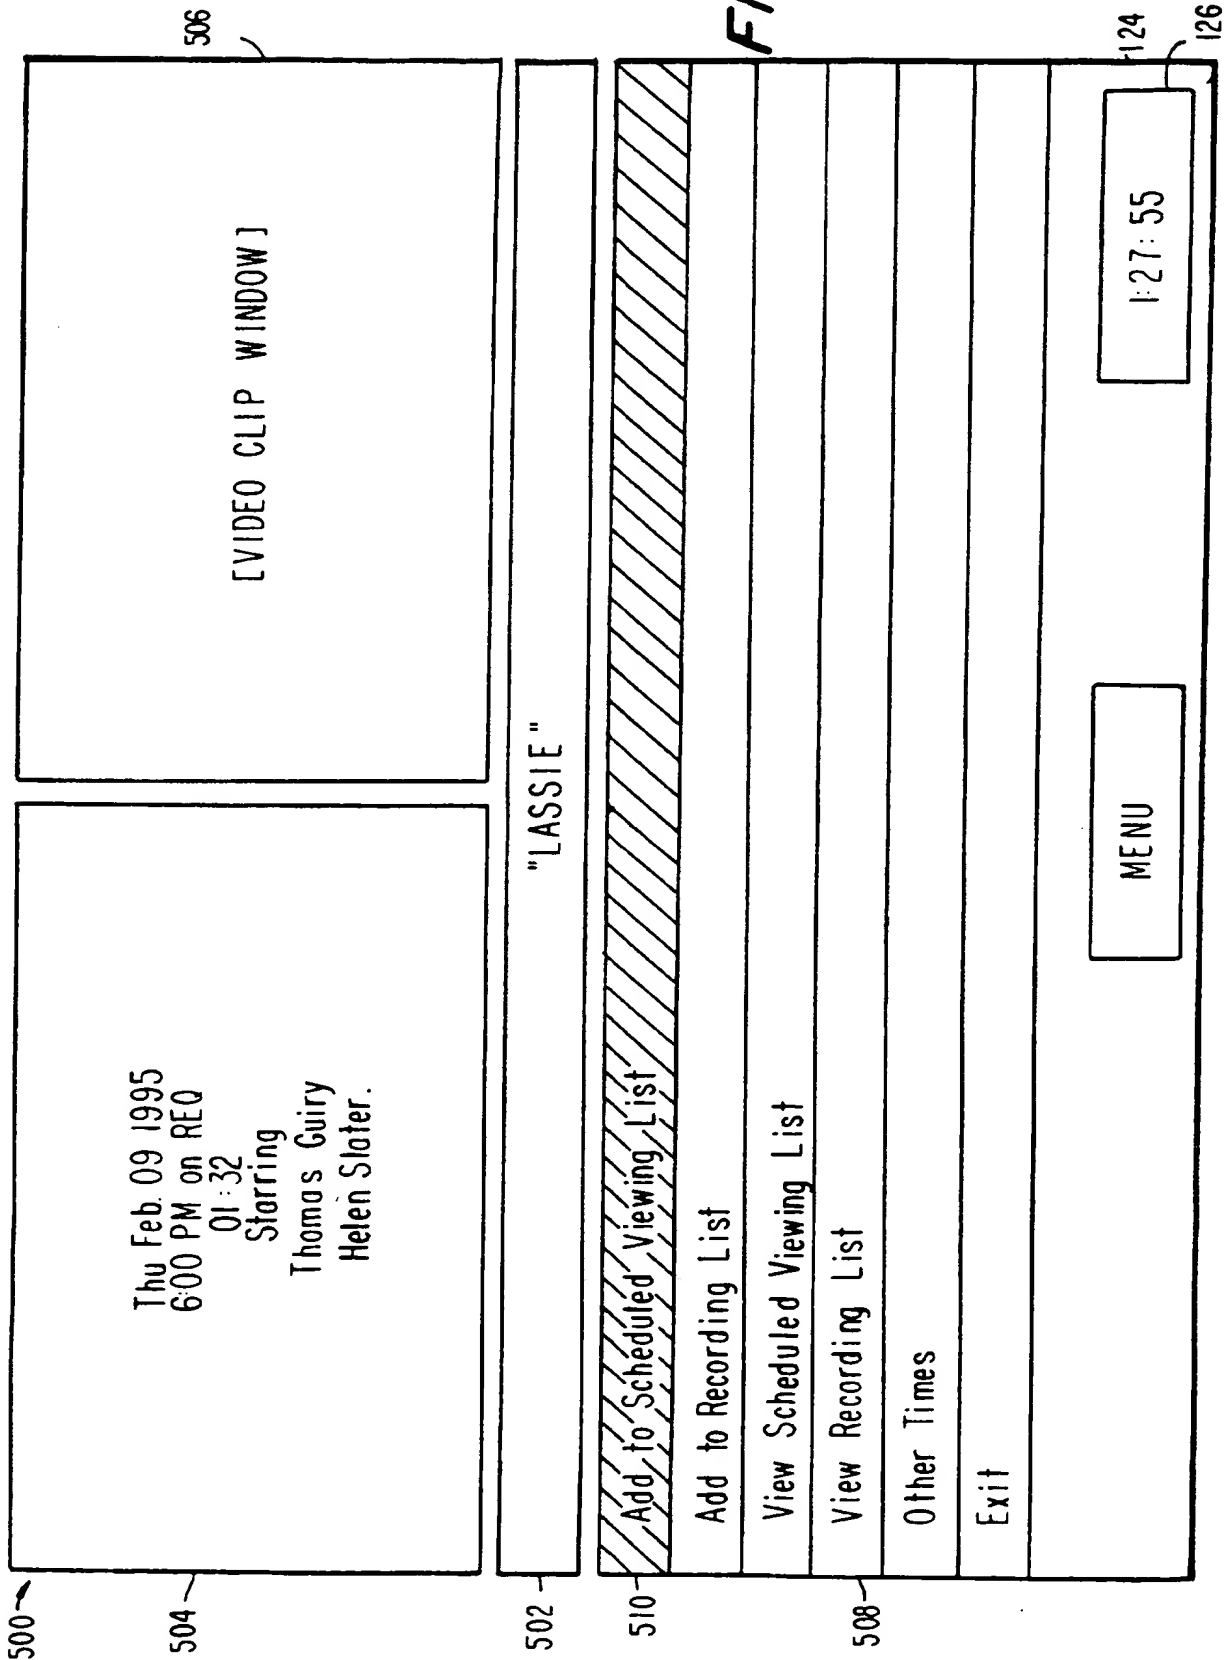 500
504
506
Thu Feb. 09 1995
6:00 PM on REQ
01:32
Starring
Thomas Guiry
Helen Slater.
[VIDEO CLIP WINDOW]
502
"LASSIE"
510
Add to Scheduled Viewing List
Add to Recording List
View Scheduled Viewing List
508
View Recording List
Other Times
Exit
MENU
1:27:55
124
126